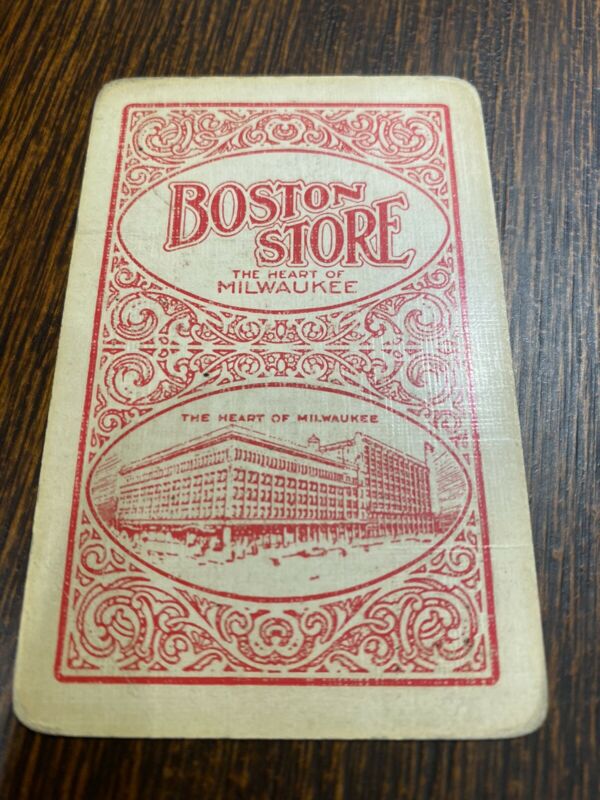 BOSTON
STORE
THE HEART OF
MILWAUKEE
THE HEART OF MILWAUKEE